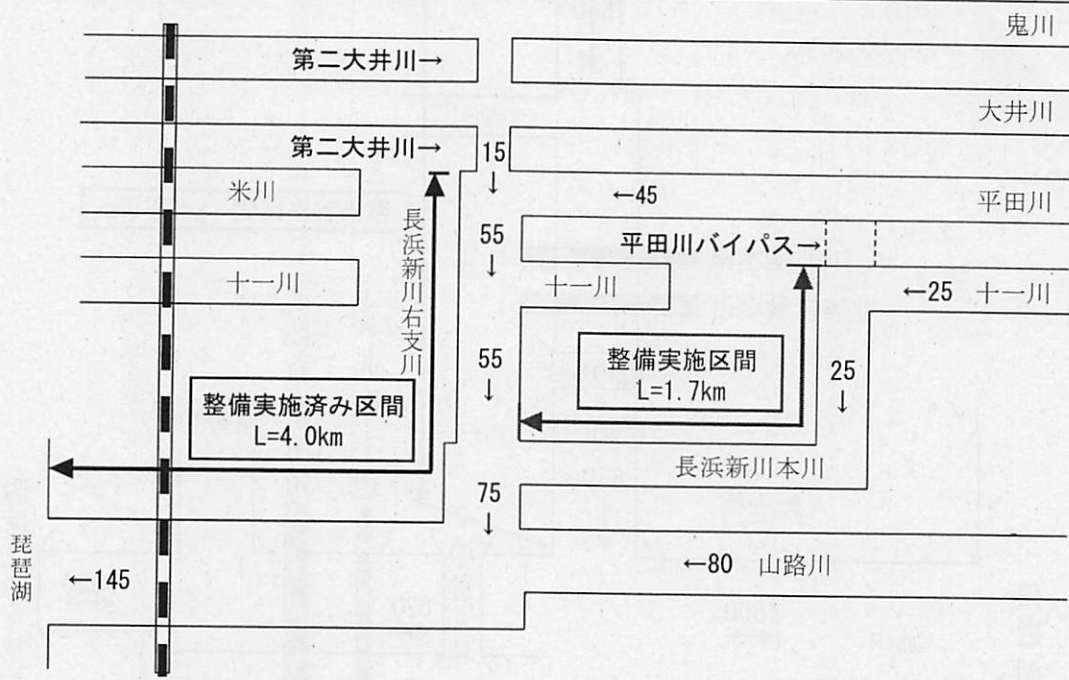 鬼川
第二大井川→
大井川
第二大井川→
15
↓
米川
←45
平田川
長浜新川右支川
55
↓
平田川バイパス→
十一川
十一川
←25 十一川
55
↓
整備実施区間
L=1.7km
25
↓
整備実施済み区間
L=4.0km
長浜新川本川
75
↓
琵琶湖
←145
←80 山路川